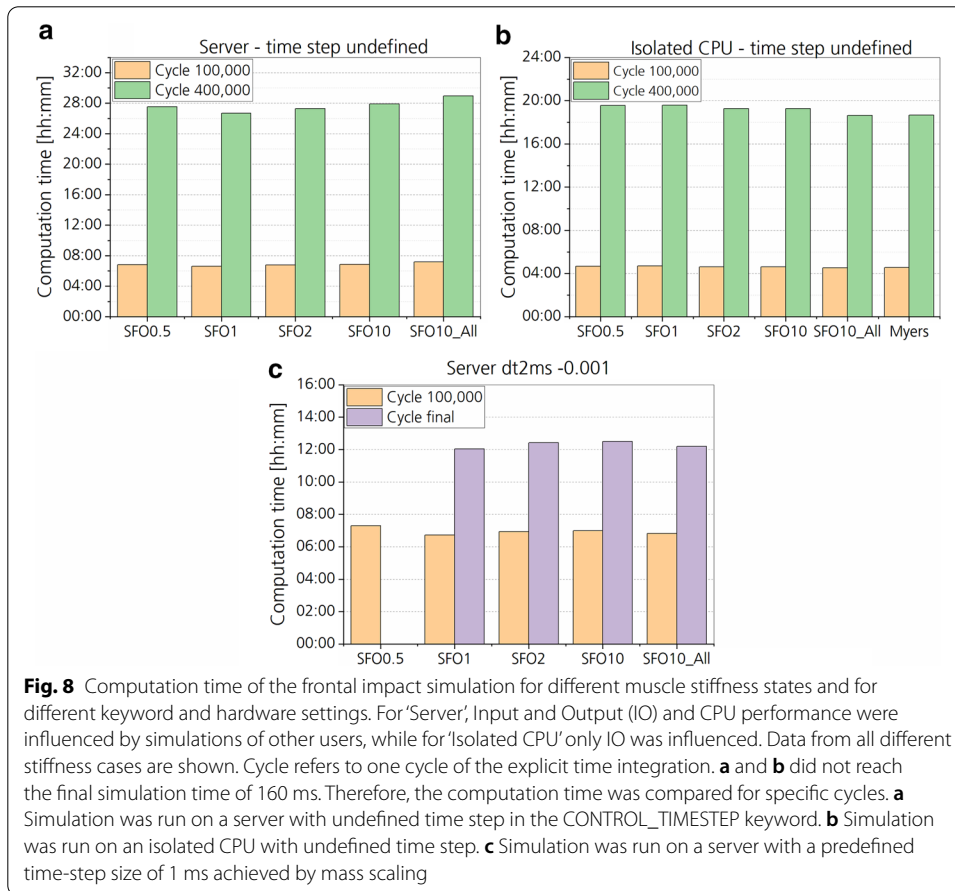 a
Server - time step undefined
Cycle 100,000
Cycle 400,000
Computation time [hh:mm]
32:00
28:00
24:00
20:00
16:00
12:00
08:00
04:00
00:00
SFO0.5 SFO1 SFO2 SFO10 SFO10_All
b
Isolated CPU - time step undefined
Cycle 100,000
Cycle 400,000
Computation time [hh:mm]
24:00
20:00
16:00
12:00
08:00
04:00
00:00
SFO0.5 SFO1 SFO2 SFO10 SFO10_All Myers
c
Server dt2ms -0.001
Cycle 100,000
Cycle final
Computation time [hh:mm]
16:00
14:00
12:00
10:00
08:00
06:00
04:00
02:00
00:00
SFO0.5 SFO1 SFO2 SFO10 SFO10_All
Fig. 8 Computation time of the frontal impact simulation for different muscle stiffness states and for
different keyword and hardware settings. For ‘Server’, Input and Output (IO) and CPU performance were
influenced by simulations of other users, while for ‘Isolated CPU’ only IO was influenced. Data from all different
stiffness cases are shown. Cycle refers to one cycle of the explicit time integration. a and b did not reach
the final simulation time of 160 ms. Therefore, the computation time was compared for specific cycles. a
Simulation was run on a server with undefined time step in the CONTROL_TIMESTEP keyword. b Simulation
was run on an isolated CPU with undefined time step. c Simulation was run on a server with a predefined
time-step size of 1 ms achieved by mass scaling